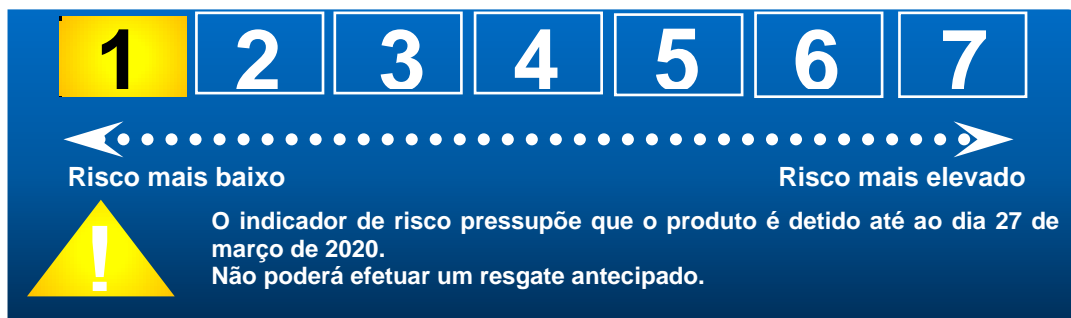 1 2 3 4 5 6 7
Risco mais baixo Risco mais elevado
!
O indicador de risco pressupõe que o produto é detido até ao dia 27 de
março de 2020.
Não poderá efetuar um resgate antecipado.